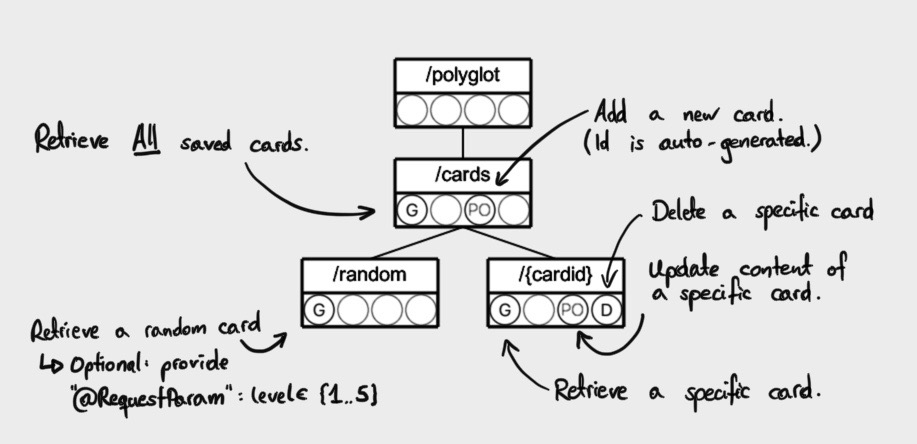 /polyglot
Add a new card.
(Id is auto-generated.)
Retrieve All saved cards.
/cards
G PO
Delete a specific card
/random
G
/{cardid}
G PO D
Update content of
a specific card.
Retrieve a random card
↳ Optional: provide
"@RequestParam": level ∈ {1..5}
Retrieve a specific card.